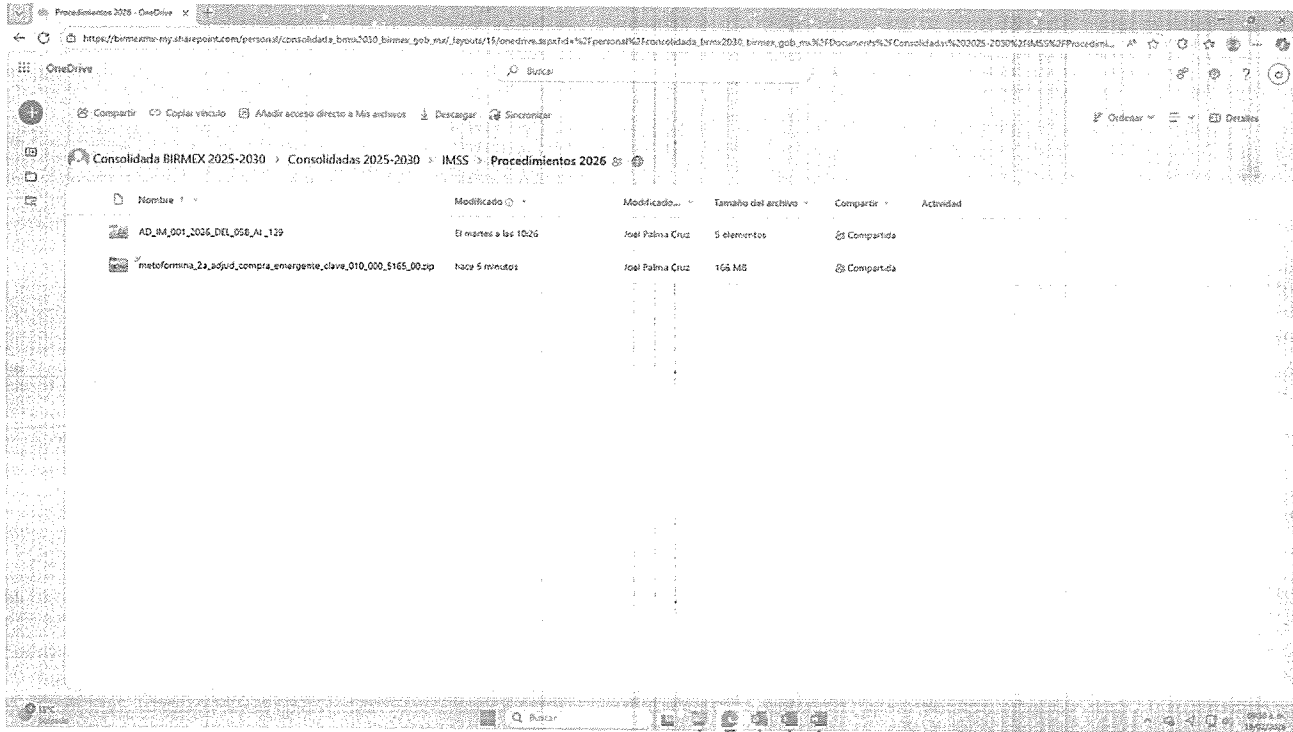 Procedimientos 2026 - OneDrive
OneDrive
Buscar
Compartir Copiar vínculo Añadir acceso directo a Mis archivos Descargar Sincronizar Ordenar Detalles
Consolidada BIRMEX 2025-2030 > Consolidadas 2025-2030 > IMSS > Procedimientos 2026
Nombre Modificado Modificado... Tamaño del archivo Compartir Actividad
AD_IM_001_2026_DEL_058_AL_129 El martes a las 10:26 Joel Palma Cruz 5 elementos Compartida
metoformina_2a_adjud_compra_emergente_clave_010_000_5165_00.zip hace 5 minutos Joel Palma Cruz 166 MB Compartida
Buscar